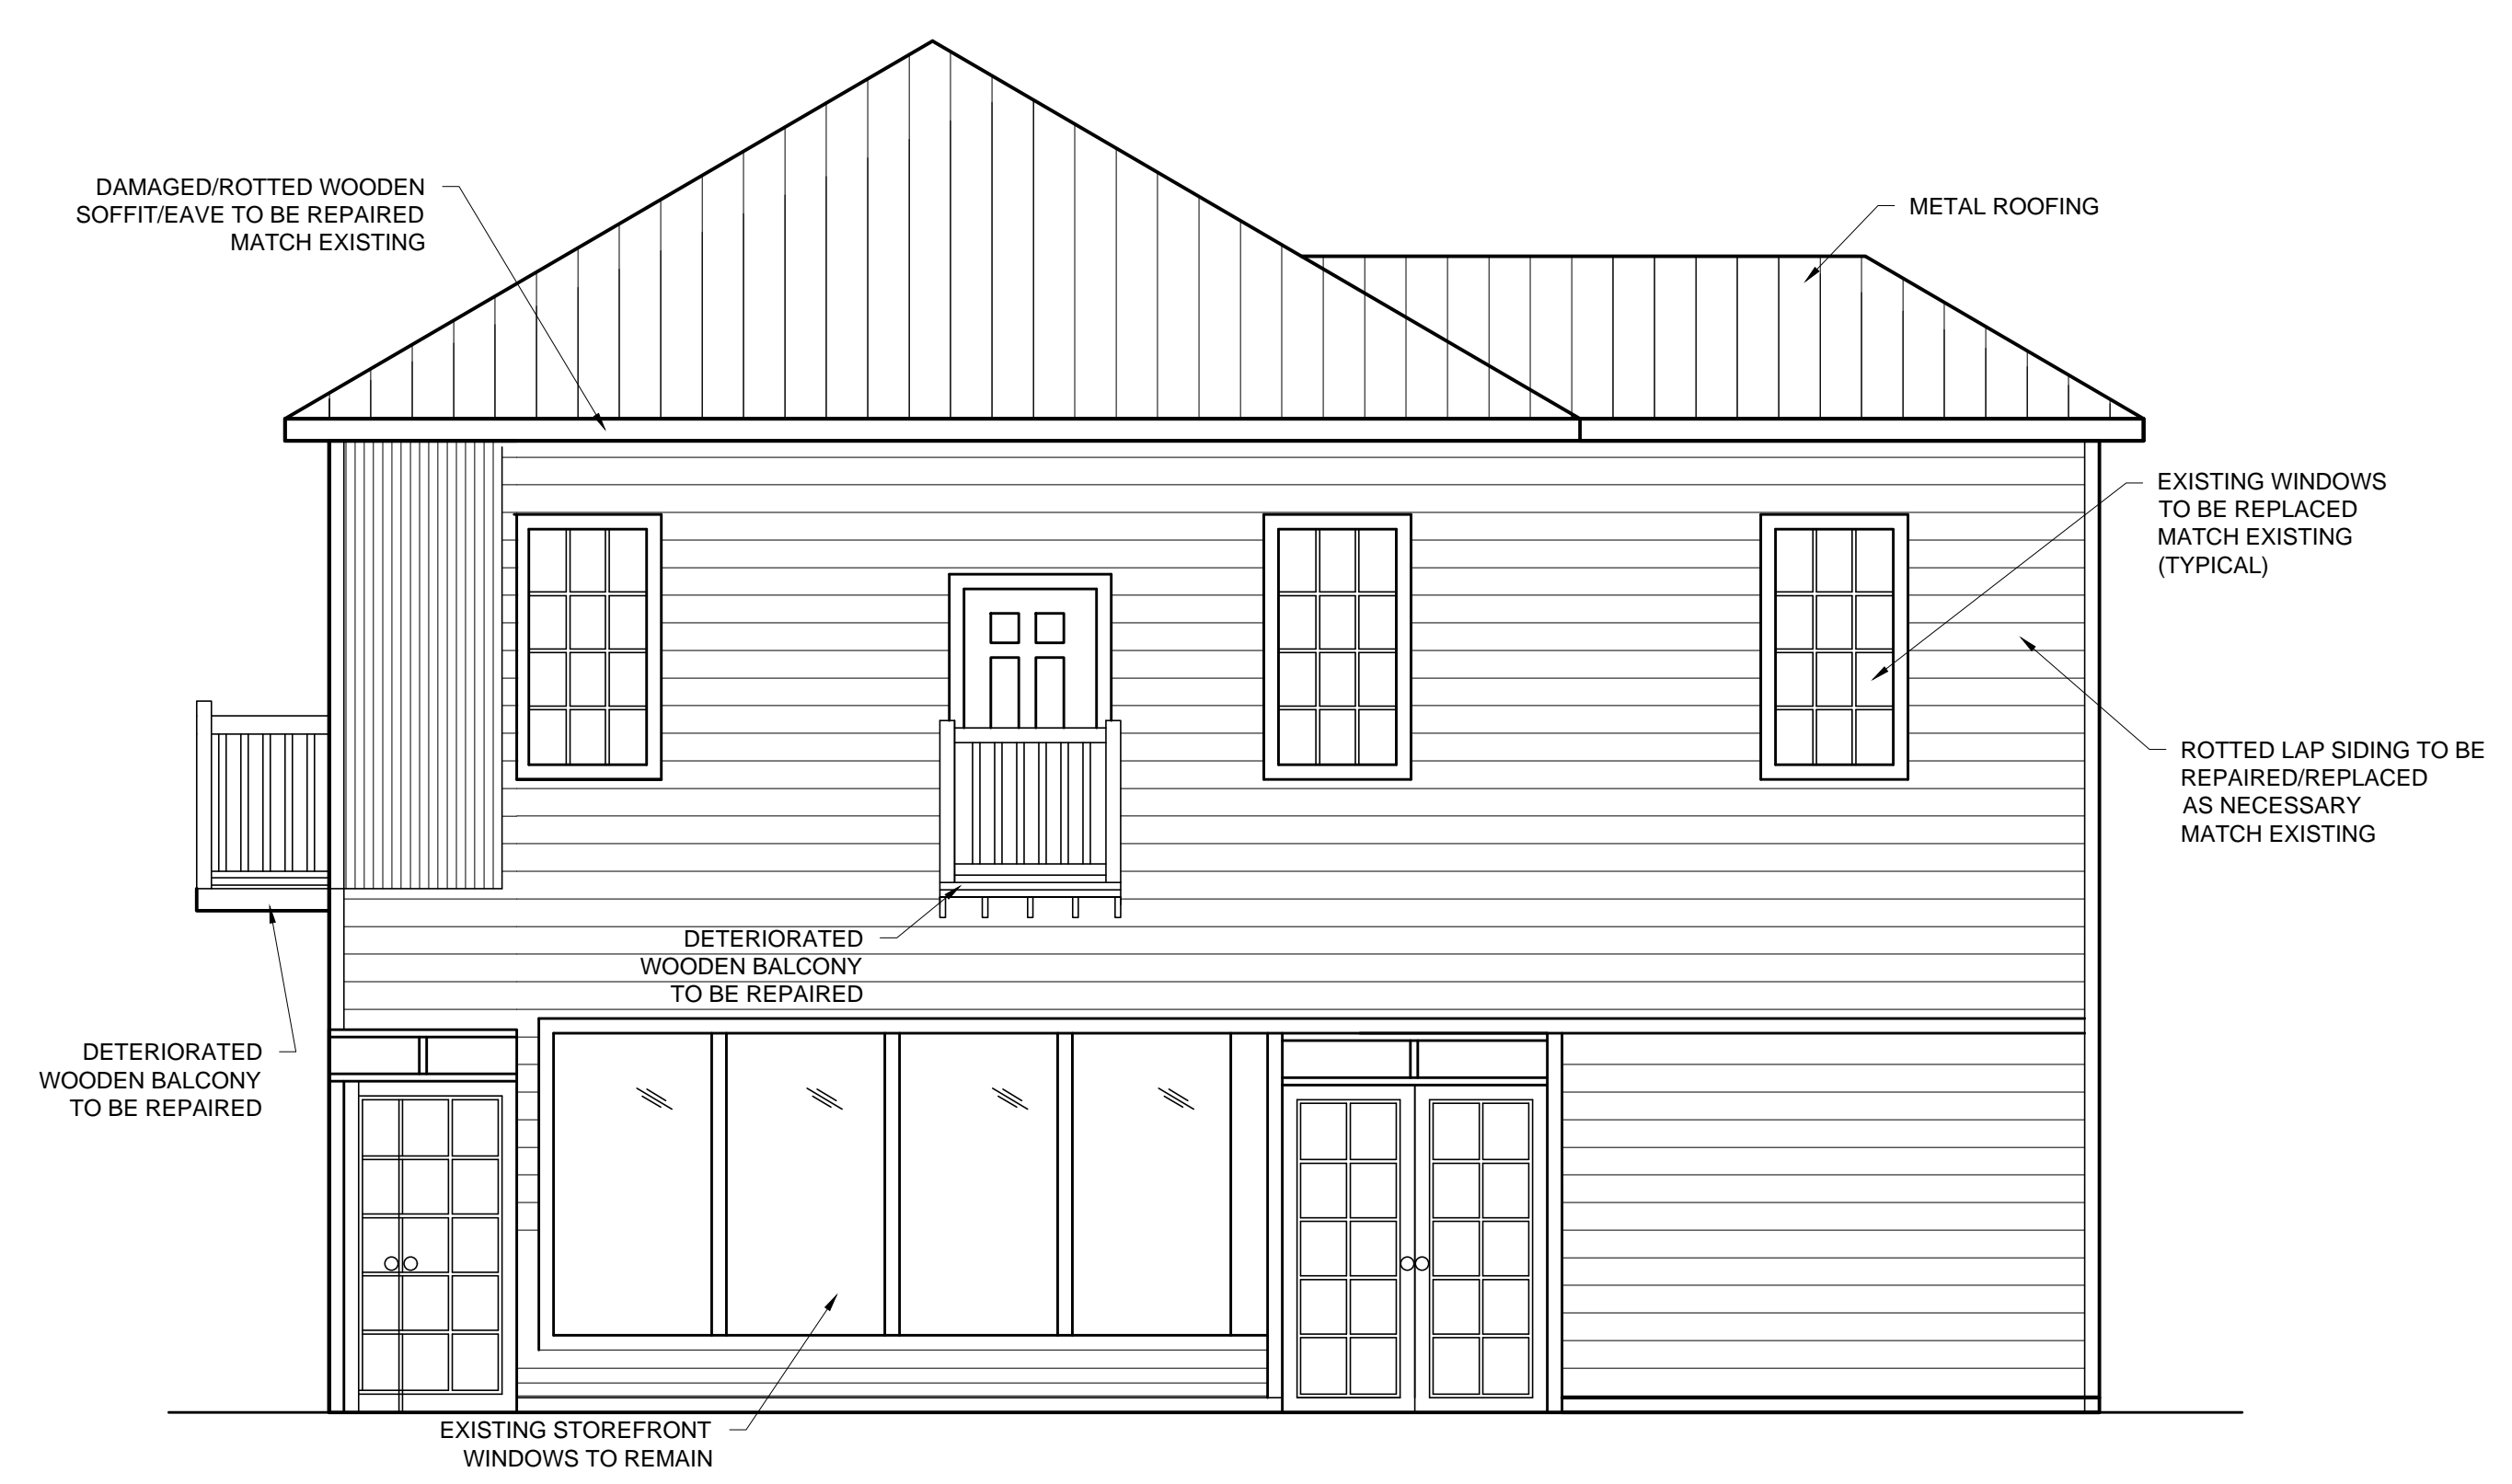 DAMAGED/ROTTED WOODEN
SOFFIT/EAVE TO BE REPAIRED
MATCH EXISTING
METAL ROOFING
EXISTING WINDOWS
TO BE REPLACED
MATCH EXISTING
(TYPICAL)
ROTTED LAP SIDING TO BE
REPAIRED/REPLACED
AS NECESSARY
MATCH EXISTING
DETERIORATED
WOODEN BALCONY
TO BE REPAIRED
DETERIORATED
WOODEN BALCONY
TO BE REPAIRED
EXISTING STOREFRONT
WINDOWS TO REMAIN